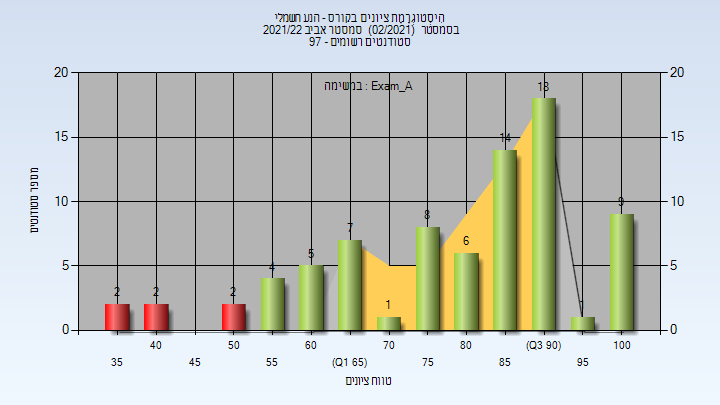 היסטוגרמת ציונים בקורס - הנע חשמלי
בסמסטר (02/2021) סמסטר אביב 2021/22
סטודנטים רשומים - 97
במשימה : Exam_A
מספר סטודנטים
20 20
15 15
10 10
5 5
0 0
2 2 2 4 5 7 1 8 6 14 18 1 9
40 50 60 70 80 (Q3 90) 100
35 45 55 (Q1 65) 75 85 95
טווח ציונים